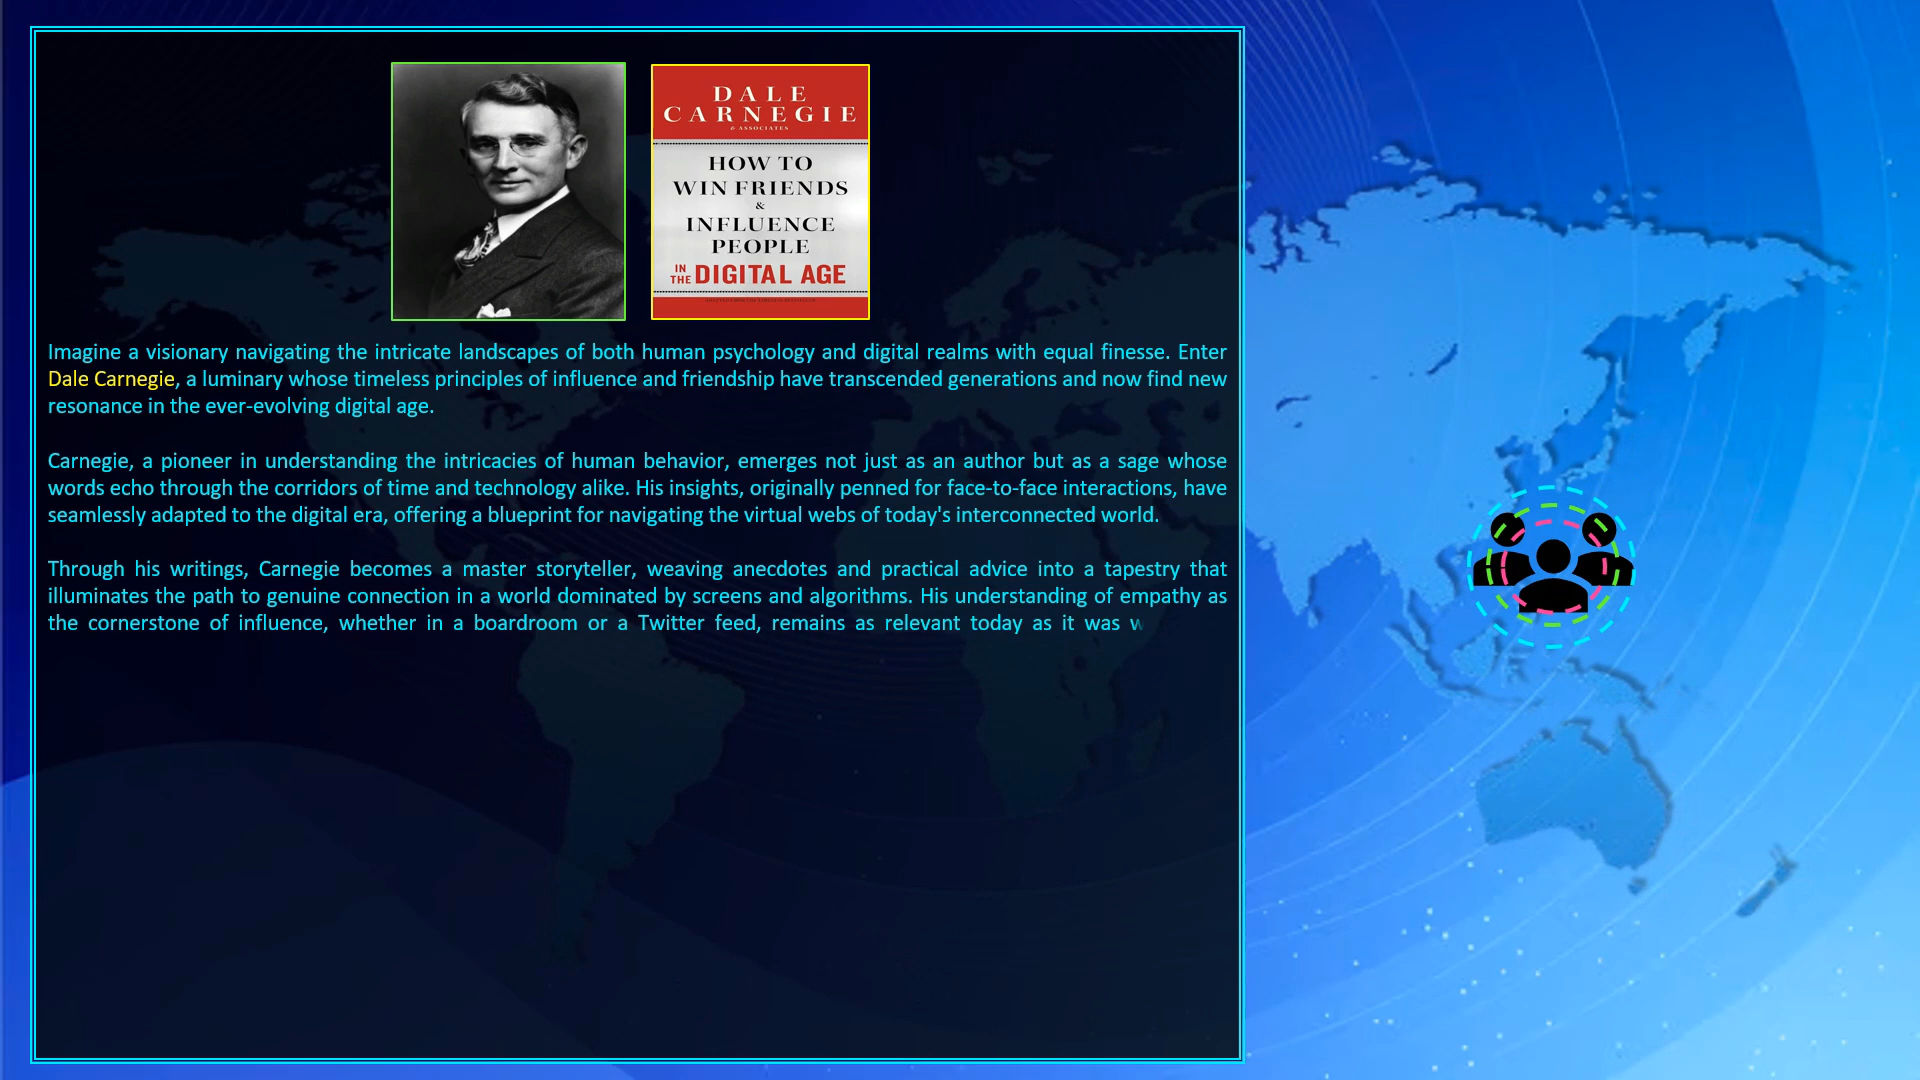 DALE
CARNEGIE
& ASSOCIATES
HOW TO
WIN FRIENDS
&
INFLUENCE
PEOPLE
IN THE DIGITAL AGE
Imagine a visionary navigating the intricate landscapes of both human psychology and digital realms with equal finesse. Enter
Dale Carnegie, a luminary whose timeless principles of influence and friendship have transcended generations and now find new
resonance in the ever-evolving digital age.
Carnegie, a pioneer in understanding the intricacies of human behavior, emerges not just as an author but as a sage whose
words echo through the corridors of time and technology alike. His insights, originally penned for face-to-face interactions, have
seamlessly adapted to the digital era, offering a blueprint for navigating the virtual webs of today's interconnected world.
Through his writings, Carnegie becomes a master storyteller, weaving anecdotes and practical advice into a tapestry that
illuminates the path to genuine connection in a world dominated by screens and algorithms. His understanding of empathy as
the cornerstone of influence, whether in a boardroom or a Twitter feed, remains as relevant today as it was w